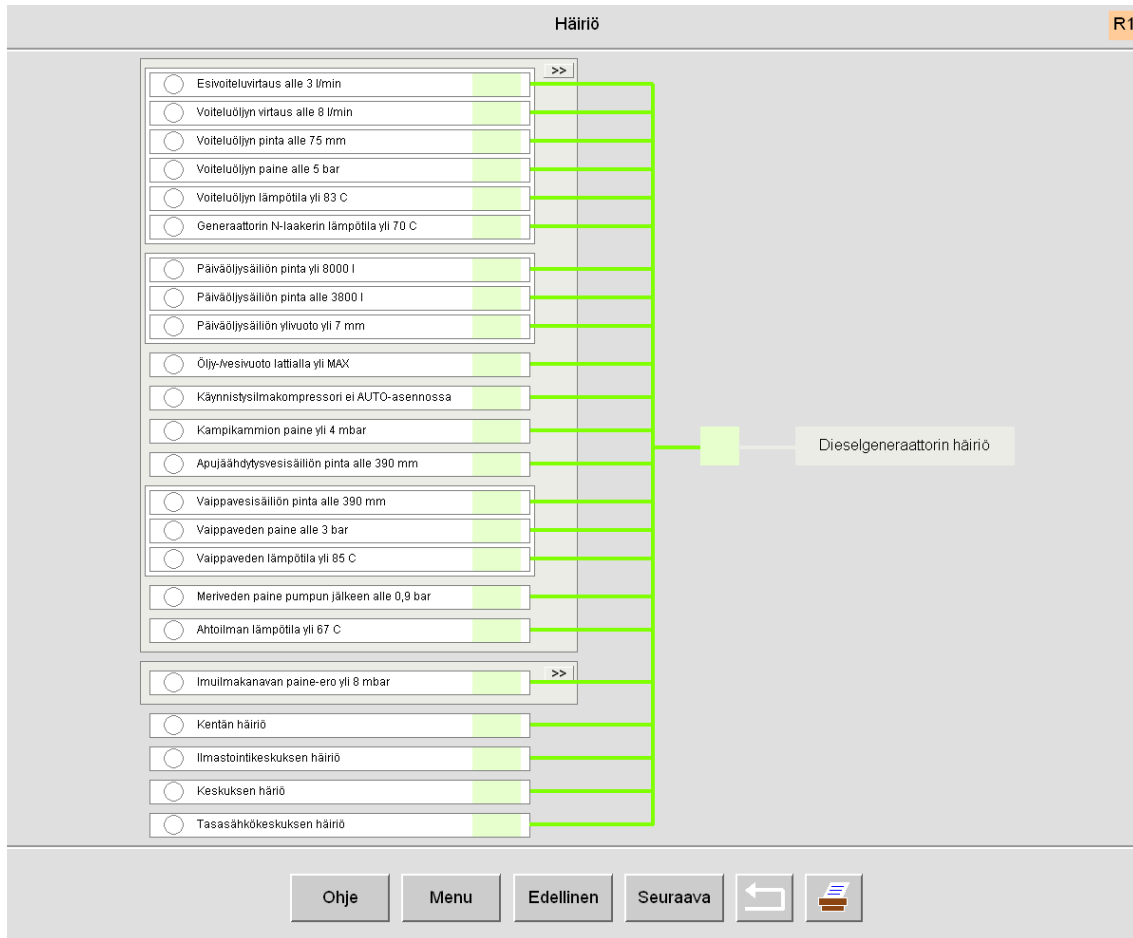 Häiriö
R1
>>
Esivoiteluvirtaus alle 3 l/min
Voiteluöljyn virtaus alle 8 l/min
Voiteluöljyn pinta alle 75 mm
Voiteluöljyn paine alle 5 bar
Voiteluöljyn lämpötila yli 83 C
Generaattorin N-laakerin lämpötila yli 70 C
Päiväöljysäiliön pinta yli 8000 l
Päiväöljysäiliön pinta alle 3800 l
Päiväöljysäiliön ylivuoto yli 7 mm
Öljy-/vesivuoto lattialla yli MAX
Käynnistysilmakompressori ei AUTO-asennossa
Kampikammion paine yli 4 mbar
Apujäähdytysvesisäiliön pinta alle 390 mm
Vaippavesisäiliön pinta alle 390 mm
Vaippaveden paine alle 3 bar
Vaippaveden lämpötila yli 85 C
Meriveden paine pumpun jälkeen alle 0,9 bar
Ahtoilman lämpötila yli 67 C
>>
Imuilmakanavan paine-ero yli 8 mbar
Kentän häiriö
Ilmastointikeskuksen häiriö
Keskuksen häriö
Tasasähkökeskuksen häiriö
Dieselgeneraattorin häiriö
Ohje
Menu
Edellinen
Seuraava